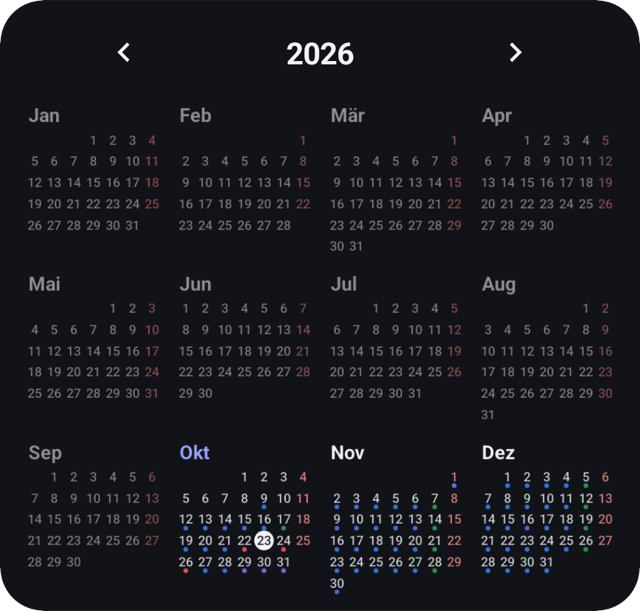 2026
Jan Feb Mär Apr
1 2 3 4 1 1 1 2 3 4 5
5 6 7 8 9 10 11 2 3 4 5 6 7 8 2 3 4 5 6 7 8 6 7 8 9 10 11 12
12 13 14 15 16 17 18 9 10 11 12 13 14 15 9 10 11 12 13 14 15 13 14 15 16 17 18 19
19 20 21 22 23 24 25 16 17 18 19 20 21 22 16 17 18 19 20 21 22 20 21 22 23 24 25 26
26 27 28 29 30 31 23 24 25 26 27 28 23 24 25 26 27 28 29 27 28 29 30
30 31
Mai Jun Jul Aug
1 2 3 1 2 3 4 5 6 7 1 2 3 4 5 1 2
4 5 6 7 8 9 10 8 9 10 11 12 13 14 6 7 8 9 10 11 12 3 4 5 6 7 8 9
11 12 13 14 15 16 17 15 16 17 18 19 20 21 13 14 15 16 17 18 19 10 11 12 13 14 15 16
18 19 20 21 22 23 24 22 23 24 25 26 27 28 20 21 22 23 24 25 26 17 18 19 20 21 22 23
25 26 27 28 29 30 31 29 30 27 28 29 30 31 24 25 26 27 28 29 30
31
Sep Okt Nov Dez
1 2 3 4 5 6 1 2 3 4 1 1 2 3 4 5 6
7 8 9 10 11 12 13 5 6 7 8 9 10 11 2 3 4 5 6 7 8 7 8 9 10 11 12 13
14 15 16 17 18 19 20 12 13 14 15 16 17 18 9 10 11 12 13 14 15 14 15 16 17 18 19 20
21 22 23 24 25 26 27 19 20 21 22 23 24 25 16 17 18 19 20 21 22 21 22 23 24 25 26 27
28 29 30 26 27 28 29 30 31 23 24 25 26 27 28 29 28 29 30 31
30